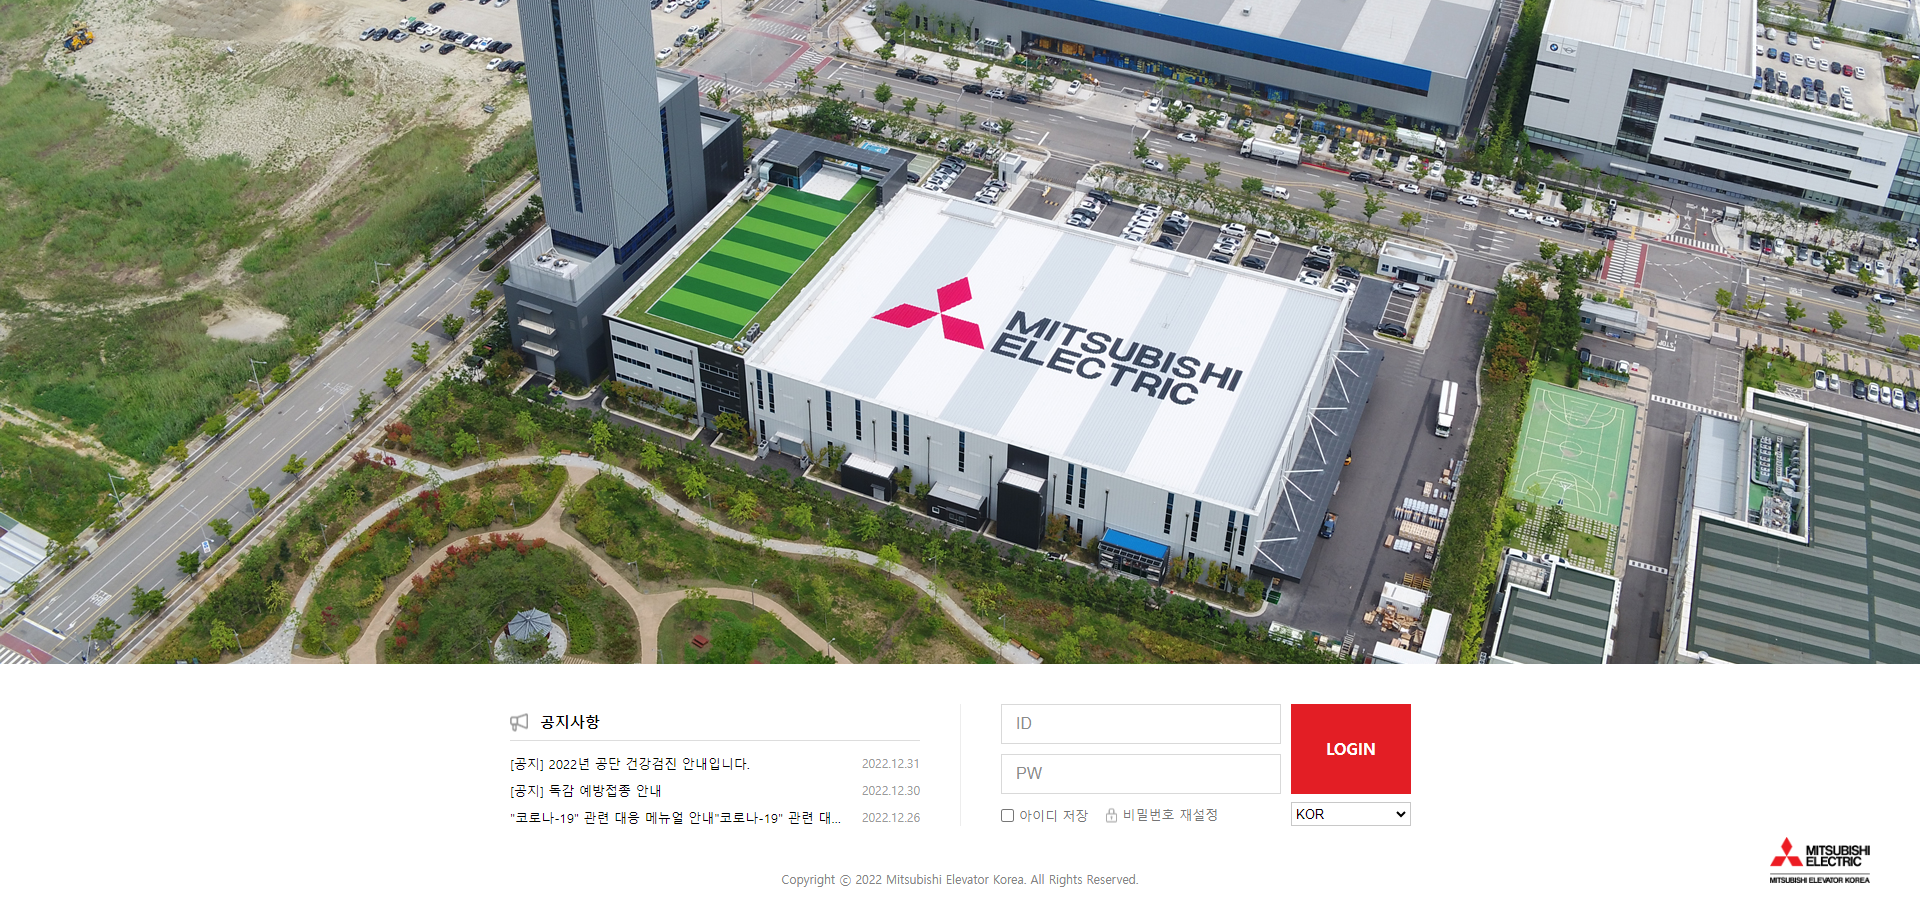 MITSUBISHI
ELECTRIC
공지사항
[공지] 2022년 공단 건강검진 안내입니다. 2022.12.31
[공지] 독감 예방접종 안내 2022.12.30
"코로나-19" 관련 대응 메뉴얼 안내"코로나-19" 관련 대... 2022.12.26
ID
PW
LOGIN
아이디 저장 비밀번호 재설정
KOR
MITSUBISHI
ELECTRIC
MITSUBISHI ELEVATOR KOREA
Copyright ⓒ 2022 Mitsubishi Elevator Korea. All Rights Reserved.